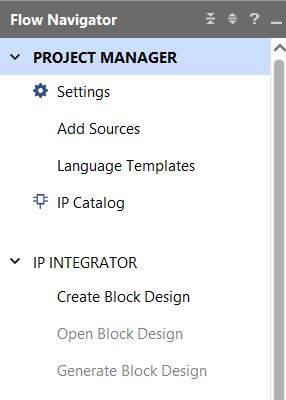 Flow Navigator
PROJECT MANAGER
Settings
Add Sources
Language Templates
IP Catalog
IP INTEGRATOR
Create Block Design
Open Block Design
Generate Block Design